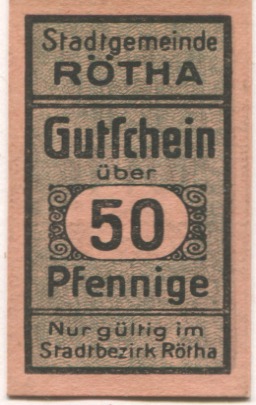 Stadtgemeinde
RÖTHA
Gutſchein
über
50
Pfennige
Nur gültig im
Stadtbezirk Rötha